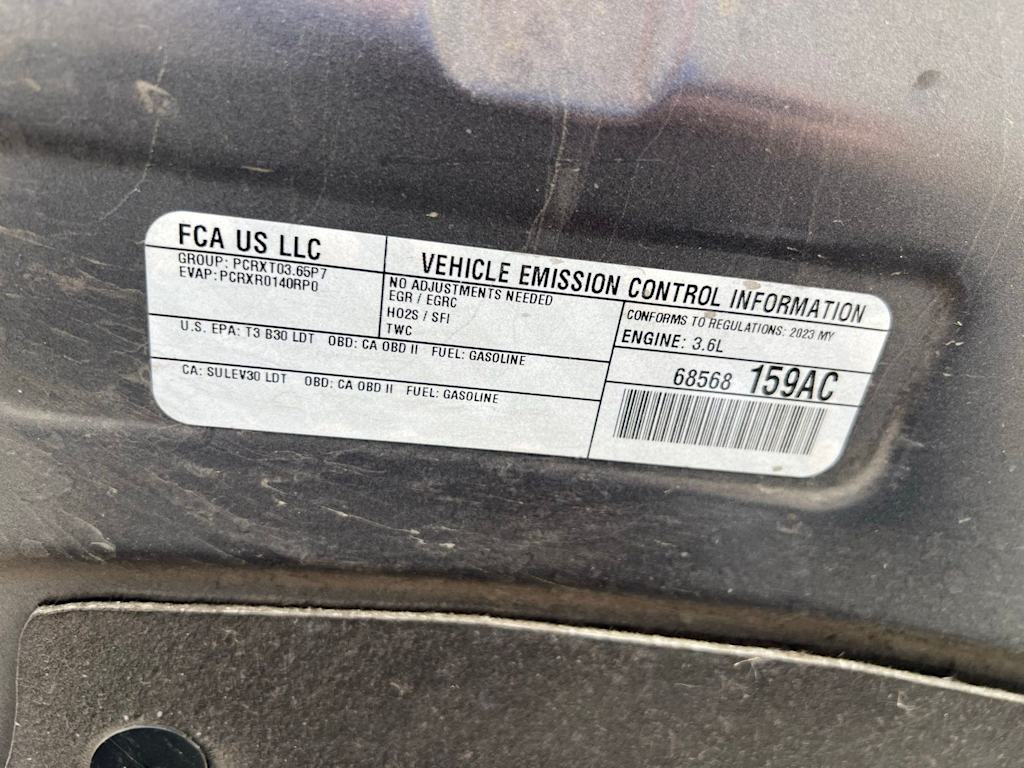 FCA US LLC
GROUP: PCRXT03.65P7
EVAP: PCRXR0140RP0
VEHICLE EMISSION CONTROL INFORMATION
NO ADJUSTMENTS NEEDED
EGR / EGRC
HO2S / SFI
TWC
CONFORMS TO REGULATIONS: 2023 MY
ENGINE: 3.6L
U.S. EPA: T3 B30 LDT OBD: CA OBD II FUEL: GASOLINE
CA: SULEV30 LDT OBD: CA OBD II FUEL: GASOLINE
68568 159AC